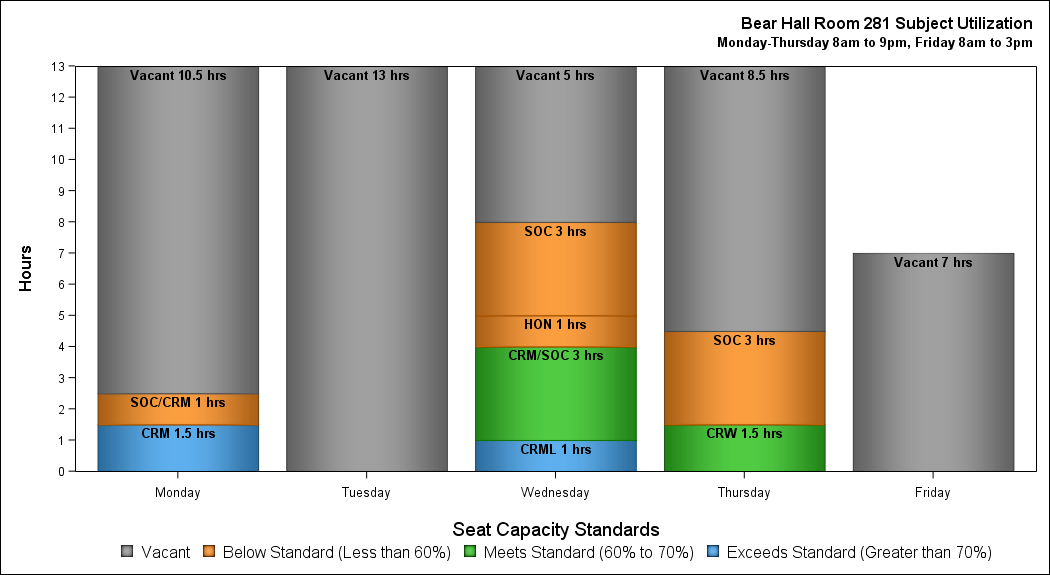 Bear Hall Room 281 Subject Utilization
Monday-Thursday 8am to 9pm, Friday 8am to 3pm
Hours
13
12
11
10
9
8
7
6
5
4
3
2
1
0
Vacant 10.5 hrs
SOC/CRM 1 hrs
CRM 1.5 hrs
Vacant 13 hrs
Vacant 5 hrs
SOC 3 hrs
HON 1 hrs
CRM/SOC 3 hrs
CRML 1 hrs
Vacant 8.5 hrs
SOC 3 hrs
CRW 1.5 hrs
Vacant 7 hrs
Monday Tuesday Wednesday Thursday Friday
Seat Capacity Standards
Vacant Below Standard (Less than 60%) Meets Standard (60% to 70%) Exceeds Standard (Greater than 70%)